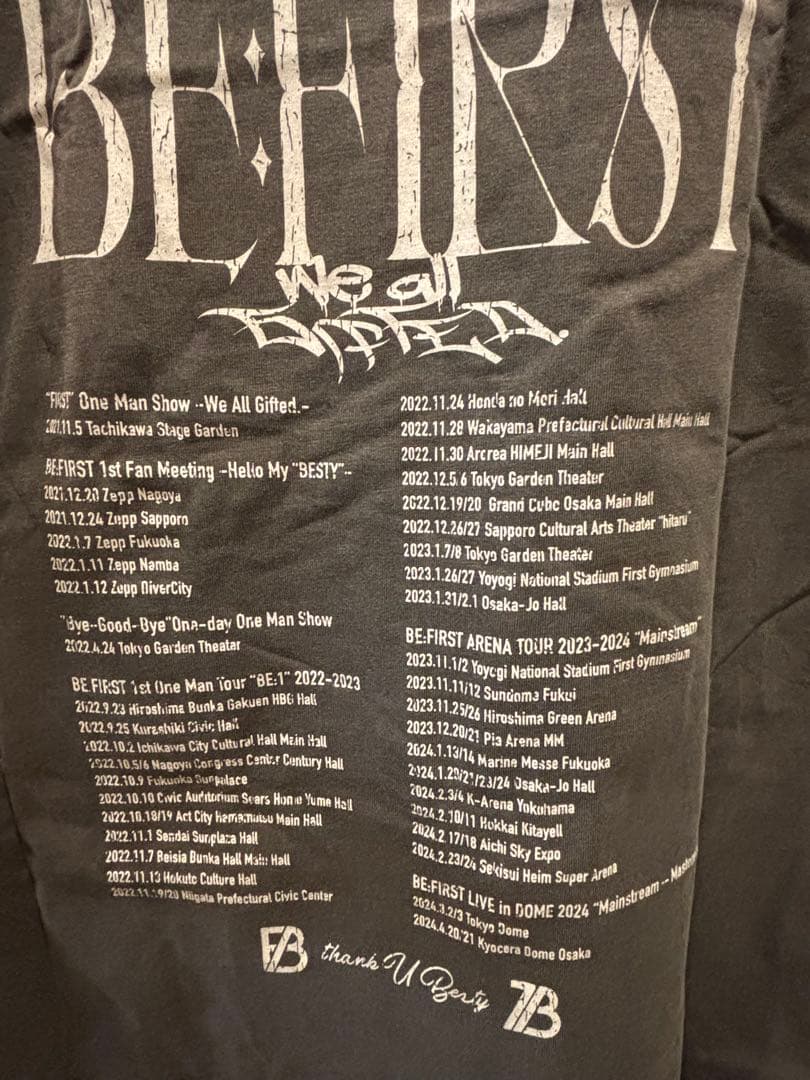 BE:FIRST
We all
GIFTED.
"FIRST" One Man Show -We All Gifted.-
2021.11.5 Tachikawa Stage Garden
BE:FIRST 1st Fan Meeting -Hello My "BESTY"-
2021.12.20 Zepp Nagoya
2021.12.24 Zepp Sapporo
2022.1.7 Zepp Fukuoka
2022.1.11 Zepp Namba
2022.1.12 Zepp DiverCity
"Bye-Good-Bye"One-day One Man Show
2022.4.24 Tokyo Garden Theater
BE:FIRST 1st One Man Tour "BE:1" 2022-2023
2022.9.23 Hiroshima Bunka Gakuen HBG Hall
2022.9.25 Kurashiki Civic Hall
2022.10.2 Ichikawa City Cultural Hall Main Hall
2022.10.5/6 Nagoya Congress Center Century Hall
2022.10.9 Fukuoka Sunpalace
2022.10.10 Civic Auditorium Sears Home Yume Hall
2022.10.18/19 Act City Hamamatsu Main Hall
2022.11.1 Sendai Sunplaza Hall
2022.11.7 Beisia Bunka Hall Main Hall
2022.11.13 Hokuto Culture Hall
2022.11.19/20 Niigata Prefectural Civic Center
2022.11.24 Honda no Mori Hall
2022.11.28 Wakayama Prefectural Cultural Hall Main Hall
2022.11.30 Arcrea HIMEJI Main Hall
2022.12.5.6 Tokyo Garden Theater
2022.12.19/20 Grand Cube Osaka Main Hall
2022.12.26/27 Sapporo Cultural Arts Theater "hitaru"
2023.1.7/8 Tokyo Garden Theater
2023.1.26/27 Yoyogi National Stadium First Gymnasium
2023.1.31/2.1 Osaka-Jo Hall
BE:FIRST ARENA TOUR 2023-2024 "Mainstream"
2023.11.1/2 Yoyogi National Stadium First Gymnasium
2023.11.11/12 Sundome Fukui
2023.11.25/26 Hiroshima Green Arena
2023.12.20/21 Pia Arena MM
2024.1.13/14 Marine Messe Fukuoka
2024.1.20/21/23/24 Osaka-Jo Hall
2024.2.3/4 K-Arena Yokohama
2024.2.10/11 Hokkai Kitayell
2024.2.17/18 Aichi Sky Expo
2024.2.23/24 Sekisui Heim Super Arena
BE:FIRST LIVE in DOME 2024 "Mainstream -
2024.3.2/3 Tokyo Dome
2024.4.20/21 Kyocera Dome Osaka
thank U Besty